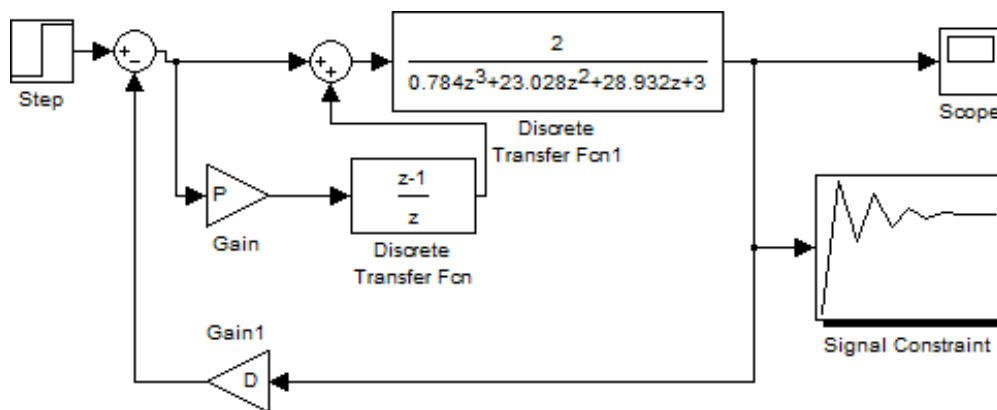 Step
2
0.784z3+23.028z2+28.932z+3
Discrete
Transfer Fcn1
Scope
P
Gain
z-1
z
Discrete
Transfer Fcn
Signal Constraint
Gain1
D